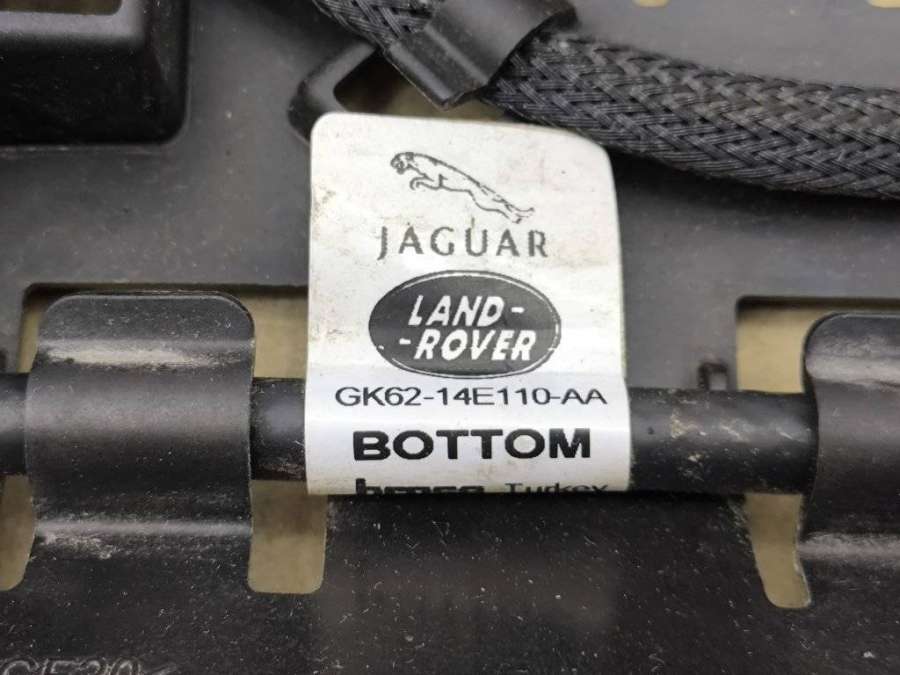 JAGUAR
LAND-
-ROVER
GK62-14E110-AA
BOTTOM
Turkey